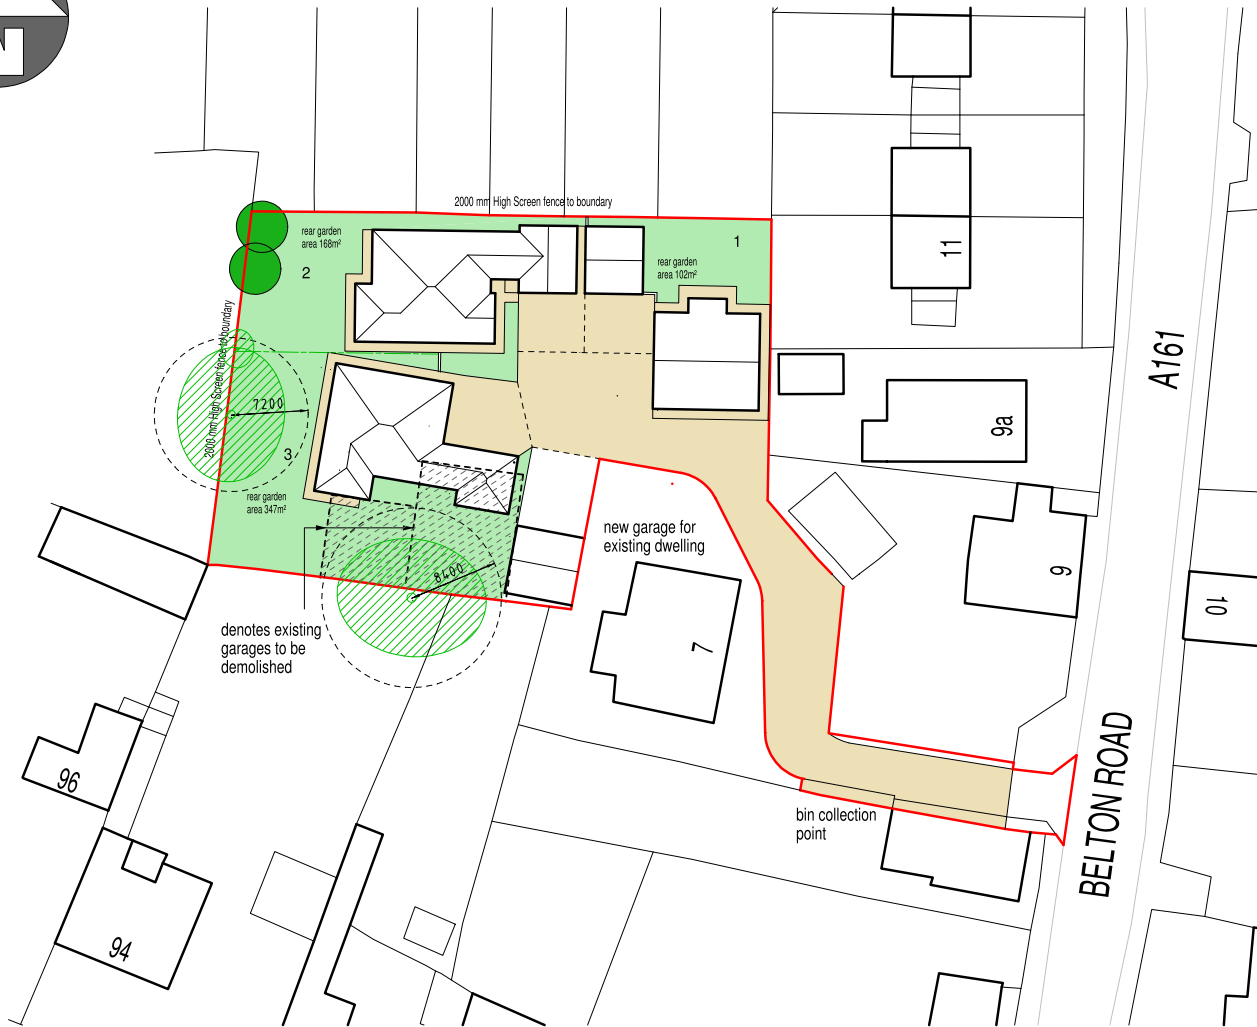 N
2000 mm High Screen fence to boundary
rear garden
area 168m²
2
1
rear garden
area 102m²
11
A161
2000 mm High Screen fence to boundary
7200
9a
3
rear garden
area 347m²
new garage for
existing dwelling
8400
9
10
denotes existing
garages to be
demolished
7
96
BELTON ROAD
bin collection
point
94